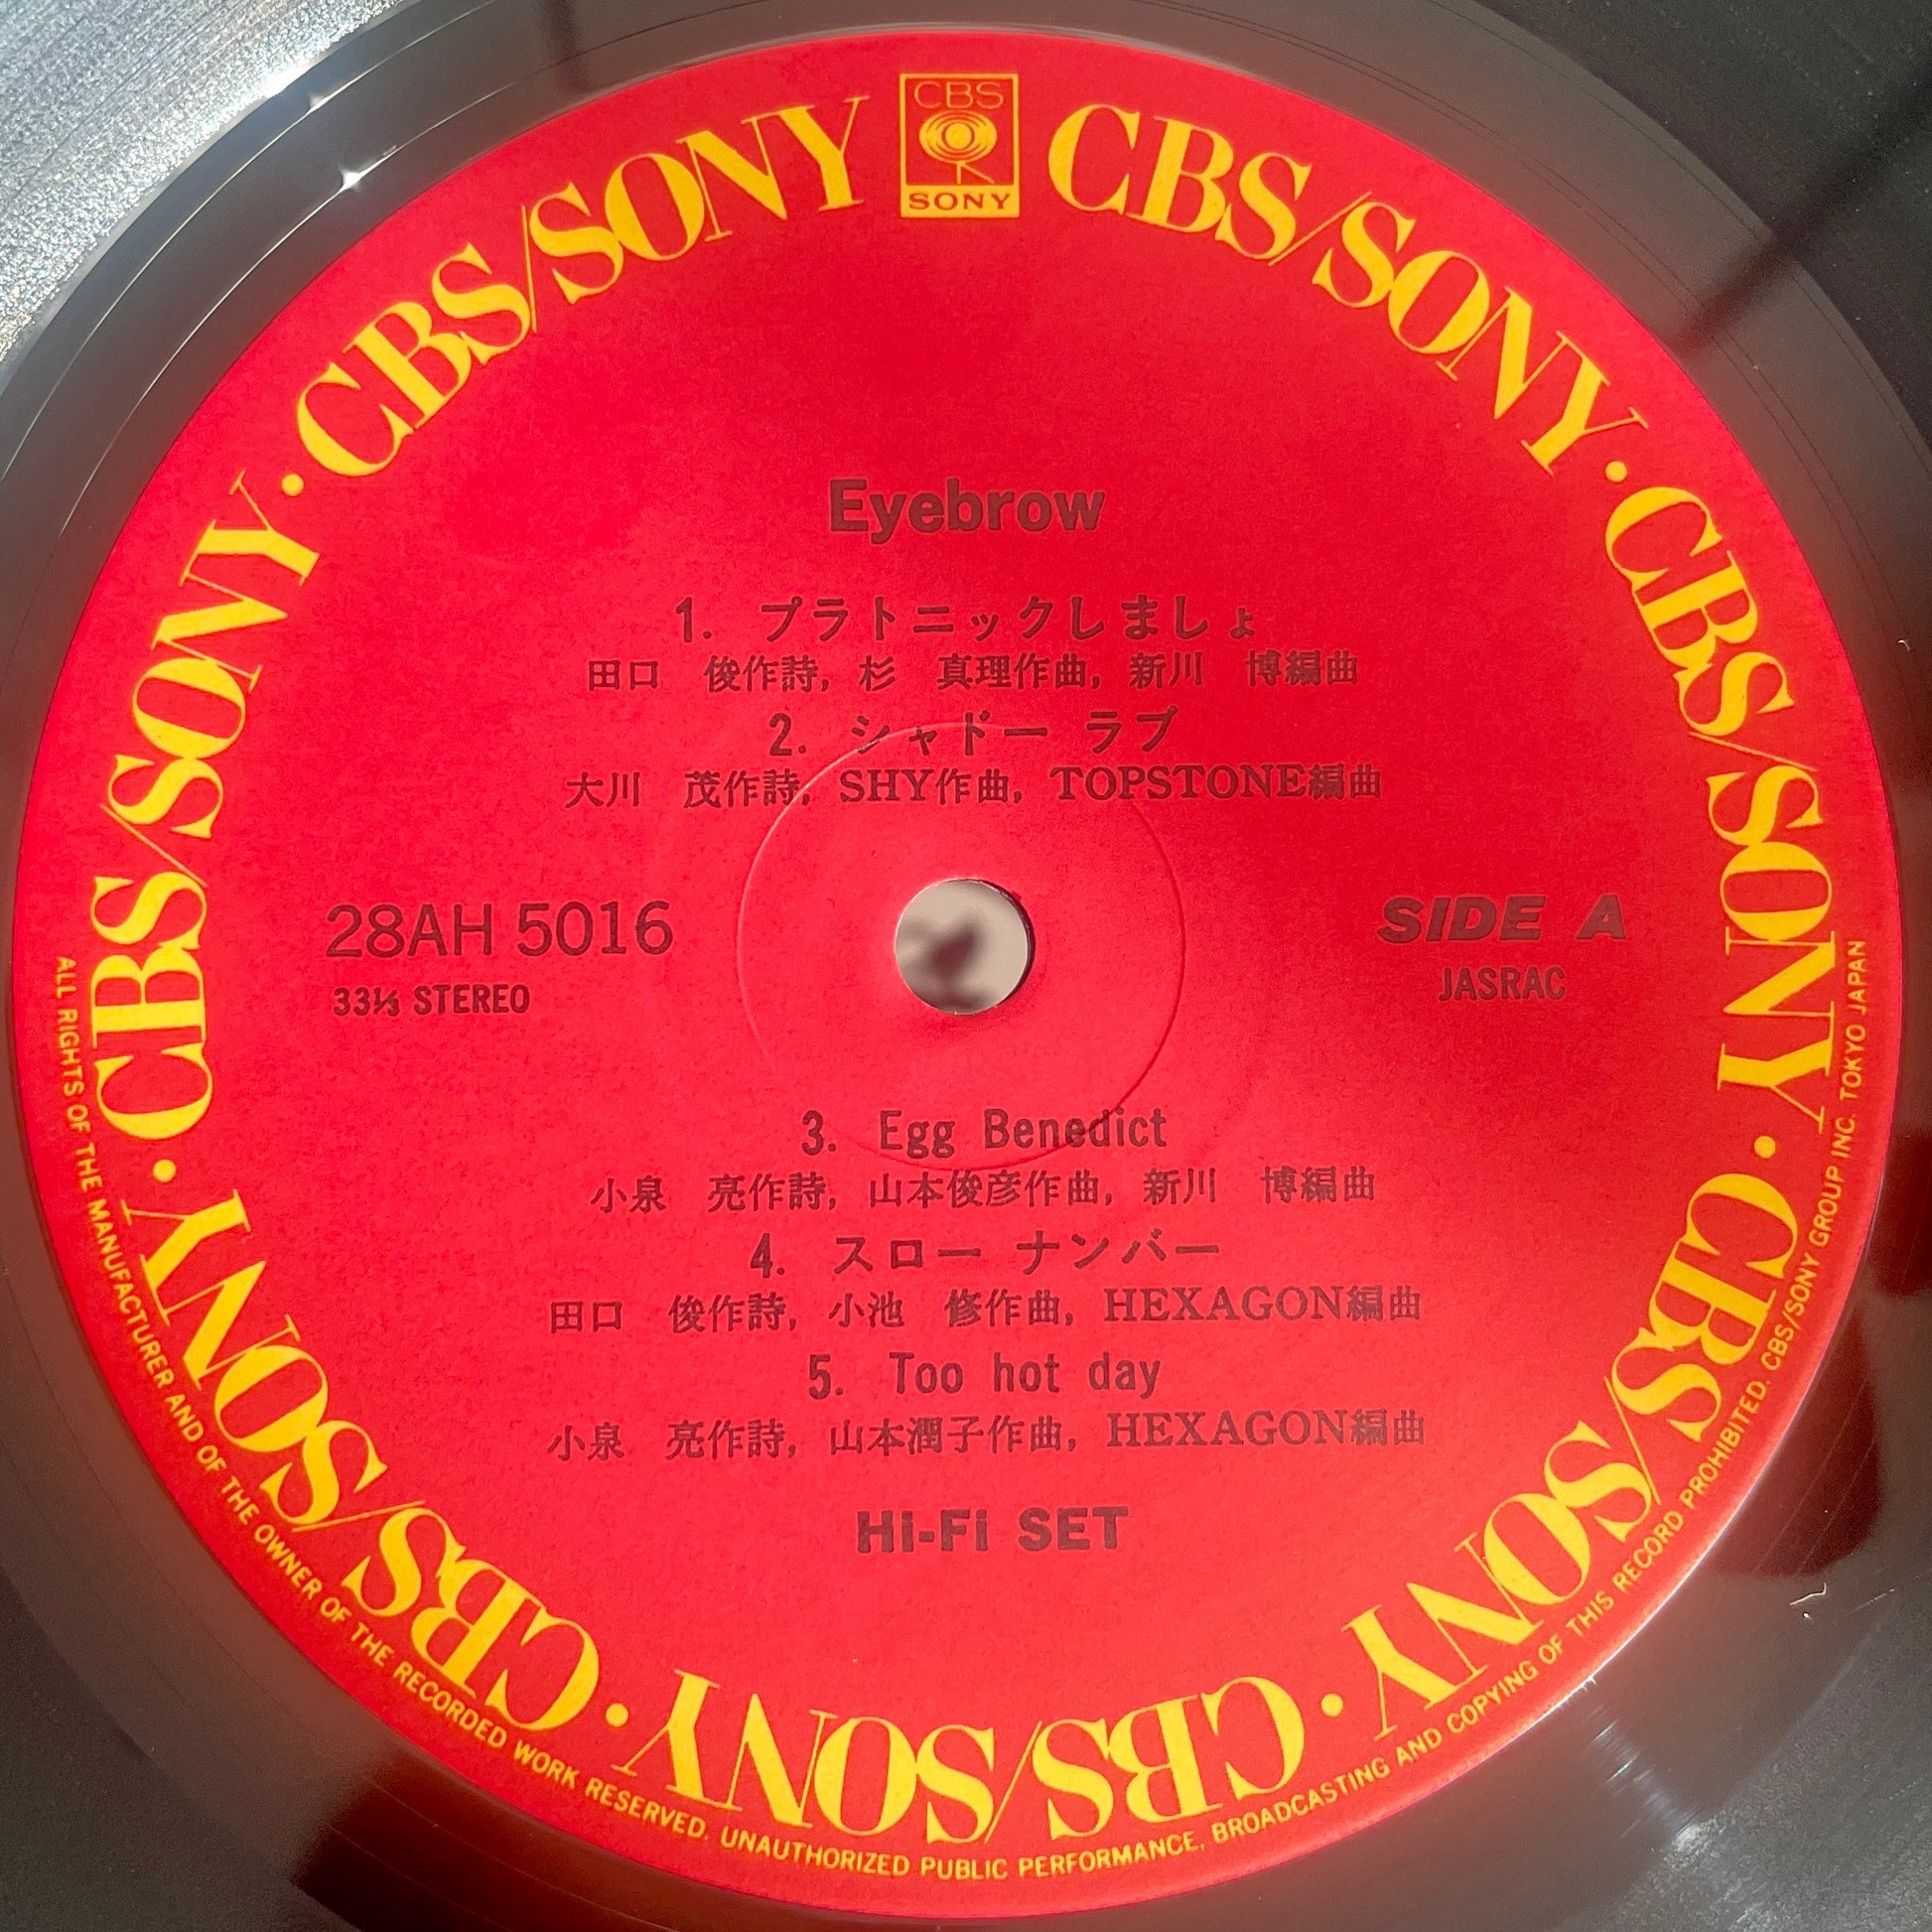 CBS
SONY
CBS/SONY · CBS/SONY · CBS/SONY · CBS/SONY · CBS/SONY · CBS/SONY · CBS/SONY
Eyebrow
1. プラトニックしましょ
田口 俊作詩, 杉 真理作曲, 新川 博編曲
2. シャドー ラブ
大川 茂作詩, SHY作曲, TOPSTONE編曲
28AH 5016
33⅓ STEREO
SIDE A
JASRAC
3. Egg Benedict
小泉 亮作詩, 山本俊彦作曲, 新川 博編曲
4. スロー ナンバー
田口 俊作詩, 小池 修作曲, HEXAGON編曲
5. Too hot day
小泉 亮作詩, 山本潤子作曲, HEXAGON編曲
Hi-Fi SET
ALL RIGHTS OF THE MANUFACTURER AND OF THE OWNER OF THE RECORDED WORK RESERVED. UNAUTHORIZED PUBLIC PERFORMANCE, BROADCASTING AND COPYING OF THIS RECORD PROHIBITED. CBS/SONY GROUP INC. TOKYO JAPAN